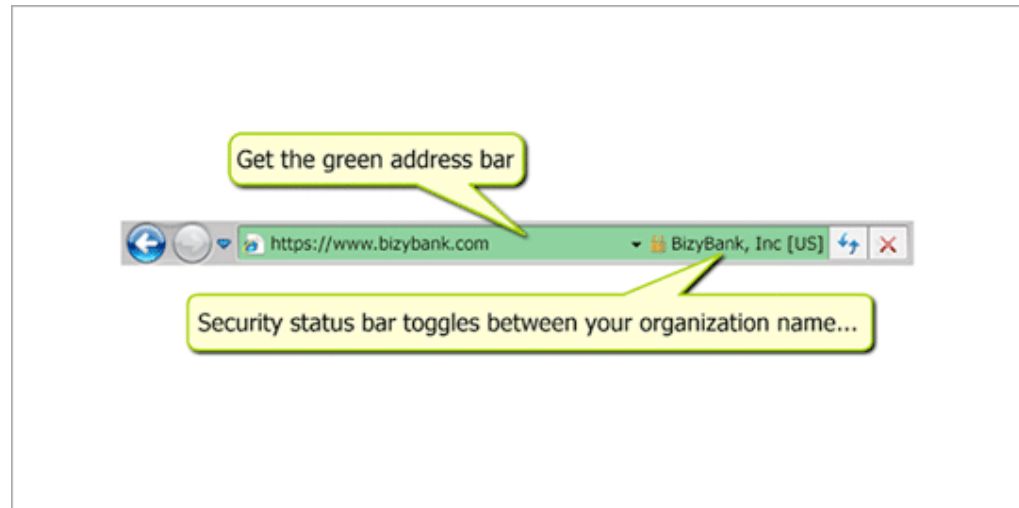 Get the green address bar
https://www.bizybank.com
BizyBank, Inc [US]
Security status bar toggles between your organization name...